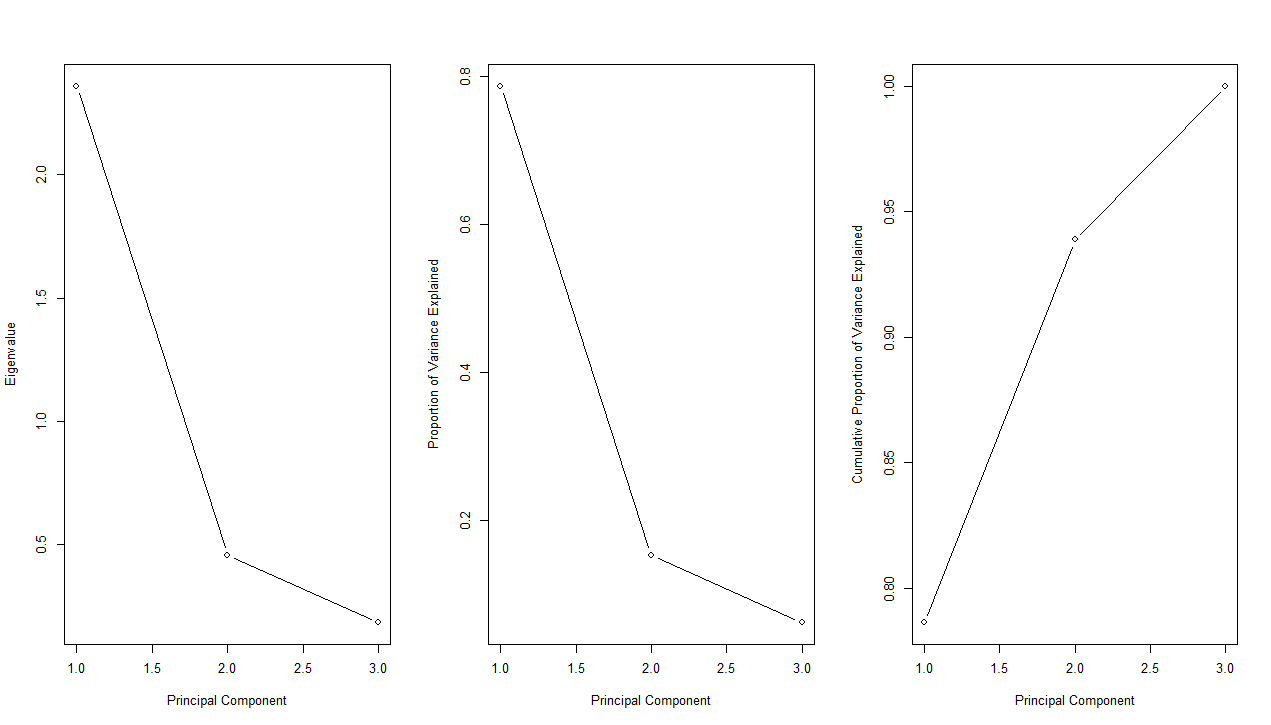 Eigenvalue
2.0
1.5
1.0
0.5
1.0 1.5 2.0 2.5 3.0
Principal Component
Proportion of Variance Explained
0.8
0.6
0.4
0.2
1.0 1.5 2.0 2.5 3.0
Principal Component
Cumulative Proportion of Variance Explained
1.00
0.95
0.90
0.85
0.80
1.0 1.5 2.0 2.5 3.0
Principal Component